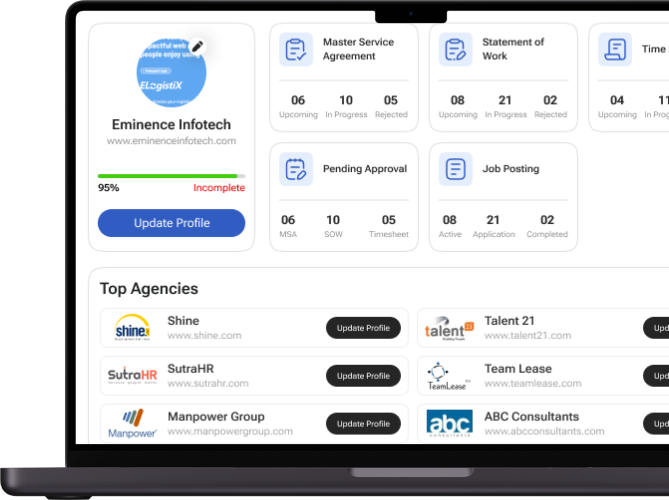 pectful web
people enjoy using
ELogistiX
Eminence Infotech
www.eminenceinfotech.com
95% Incomplete
Update Profile
Master Service
Agreement
06 10 05
Upcoming In Progress Rejected
Statement of
Work
08 21 02
Upcoming In Progress Rejected
Time
04 11
Upcoming In Prog
Pending Approval
06 10 05
MSA SOW Timesheet
Job Posting
08 21 02
Active Application Completed
Top Agencies
shine
Shine
www.shine.com
Update Profile
talent21
Talent 21
www.talent21.com
Upd
SutraHR
SutraHR
www.sutrahr.com
Update Profile
TeamLease
Team Lease
www.teamlease.com
Upd
Manpower
Manpower Group
www.manpowergroup.com
Update Profile
abc
consultants
ABC Consultants
www.abcconsultants.com
Upd